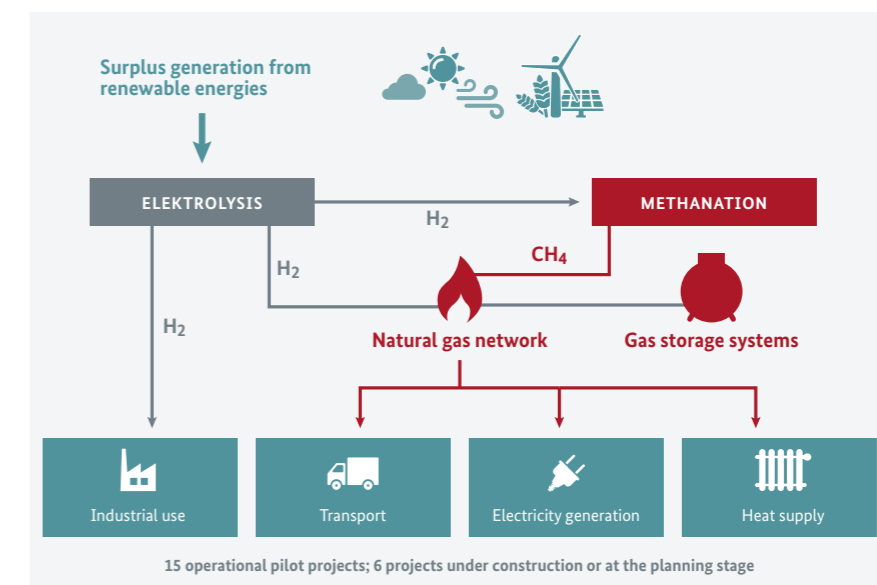 Surplus generation from
renewable energies
ELEKTROLYSIS
METHANATION
H₂
CH₄
H₂
H₂
Natural gas network
Gas storage systems
Industrial use
Transport
Electricity generation
Heat supply
15 operational pilot projects; 6 projects under construction or at the planning stage